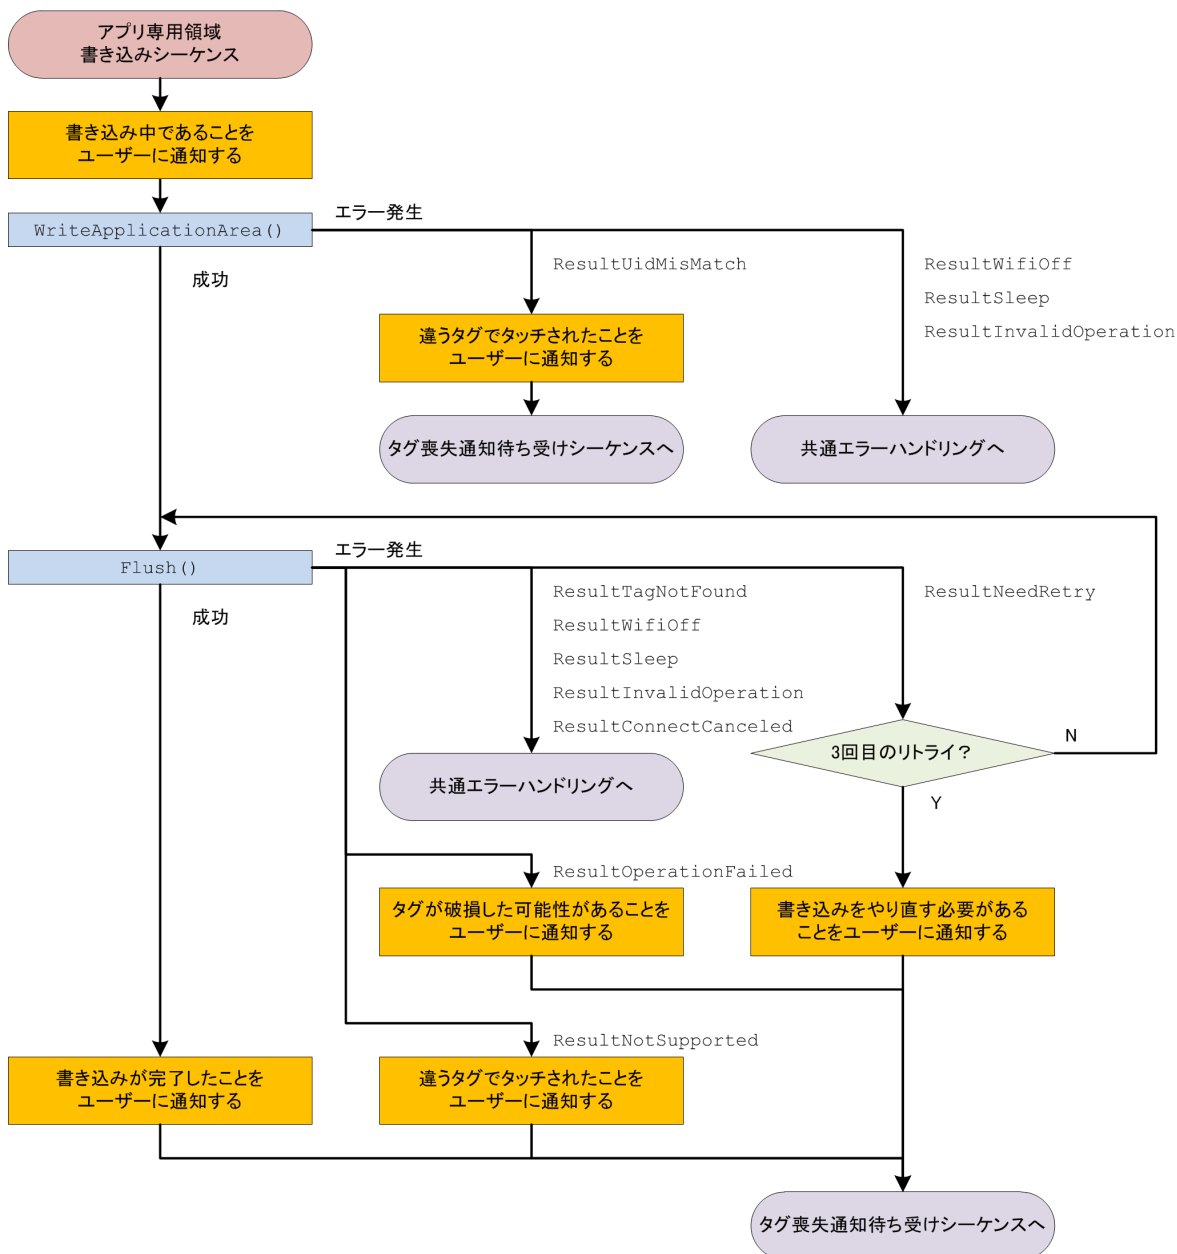 アプリ専用領域
書き込みシーケンス
書き込み中であることを
ユーザーに通知する
WriteApplicationArea()
エラー発生
成功
ResultUidMisMatch
ResultWifiOff
ResultSleep
ResultInvalidOperation
違うタグでタッチされたことを
ユーザーに通知する
タグ喪失通知待ち受けシーケンスへ
共通エラーハンドリングへ
Flush()
エラー発生
成功
ResultTagNotFound
ResultWifiOff
ResultSleep
ResultInvalidOperation
ResultConnectCanceled
ResultNeedRetry
共通エラーハンドリングへ
3回目のリトライ？
N
Y
ResultOperationFailed
タグが破損した可能性があることを
ユーザーに通知する
書き込みをやり直す必要がある
ことをユーザーに通知する
ResultNotSupported
書き込みが完了したことを
ユーザーに通知する
違うタグでタッチされたことを
ユーザーに通知する
タグ喪失通知待ち受けシーケンスへ